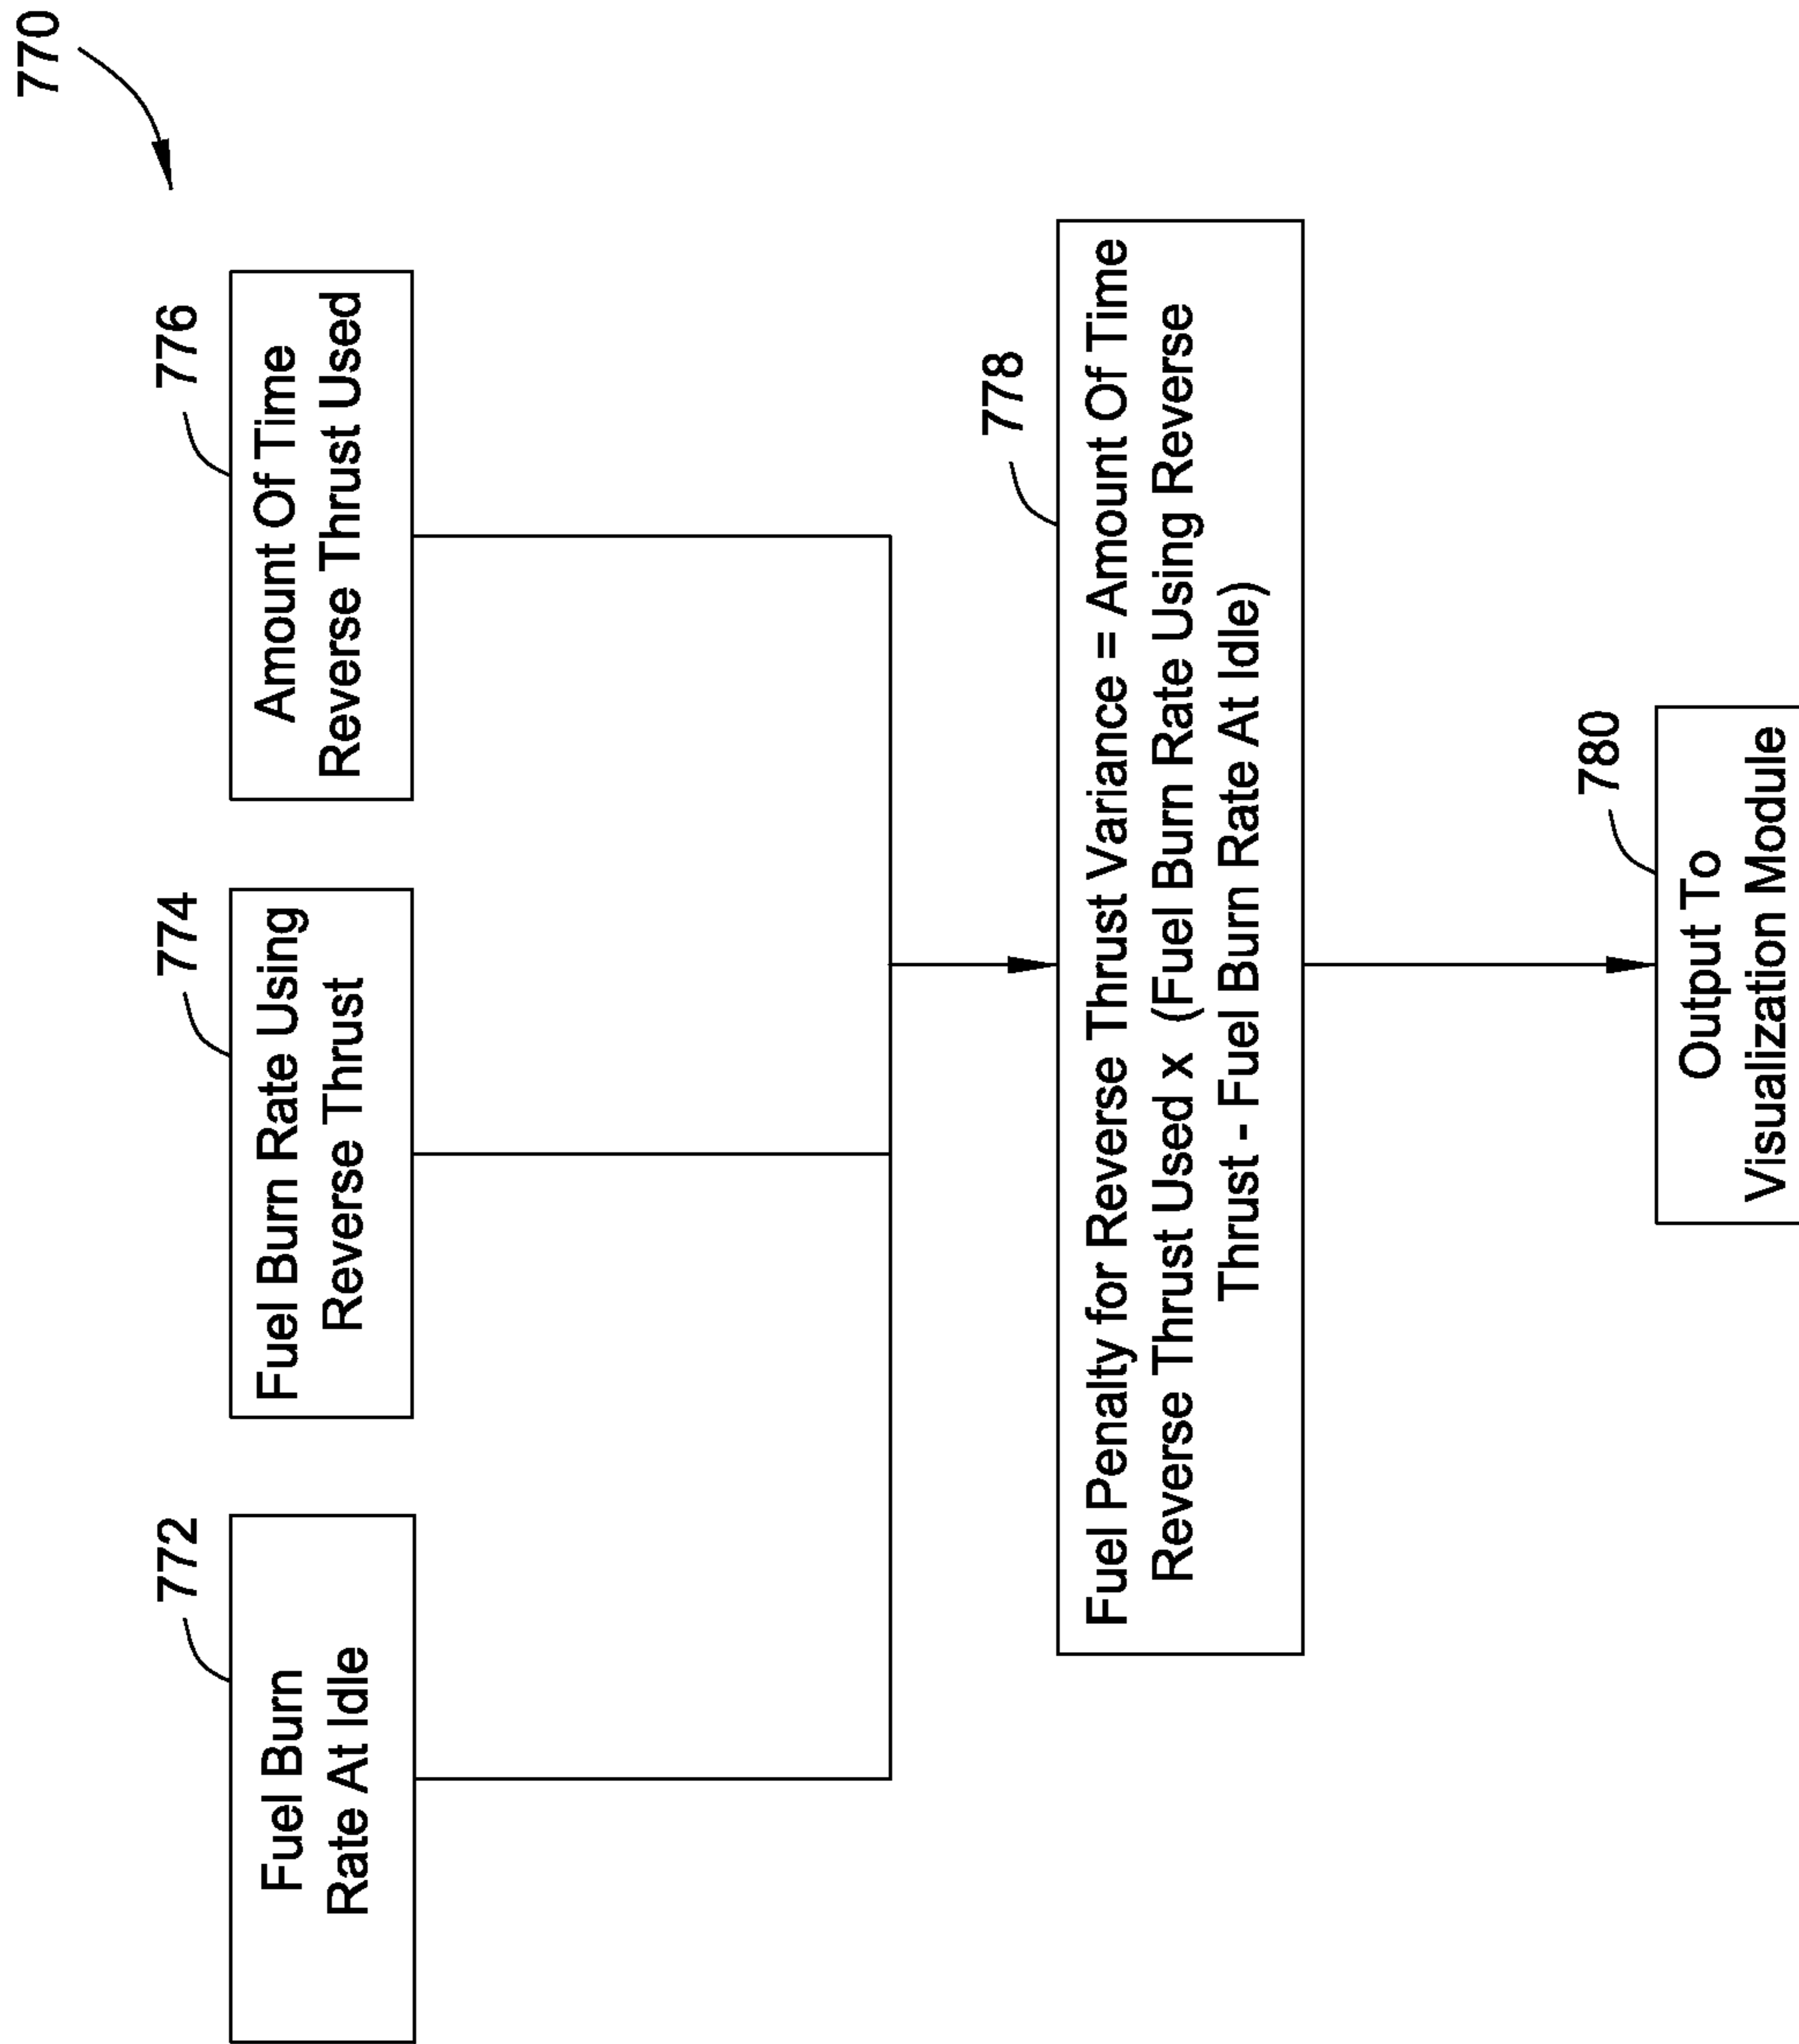 770
772
Fuel Burn
Rate At Idle
774
Fuel Burn Rate Using
Reverse Thrust
776
Amount Of Time
Reverse Thrust Used
778
Fuel Penalty for Reverse Thrust Variance = Amount Of Time
Reverse Thrust Used x (Fuel Burn Rate Using Reverse
Thrust - Fuel Burn Rate At Idle)
780
Output To
Visualization Module